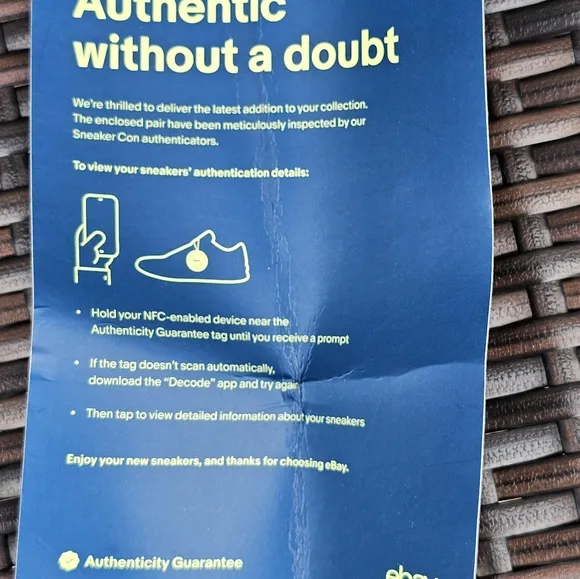 Authentic
without a doubt
We're thrilled to deliver the latest addition to your collection.
The enclosed pair have been meticulously inspected by our
Sneaker Con authenticators.
To view your sneakers' authentication details:
• Hold your NFC-enabled device near the
Authenticity Guarantee tag until you receive a prompt
• If the tag doesn't scan automatically,
download the "Decode" app and try again
• Then tap to view detailed information about your sneakers
Enjoy your new sneakers, and thanks for choosing eBay.
Authenticity Guarantee
ebay